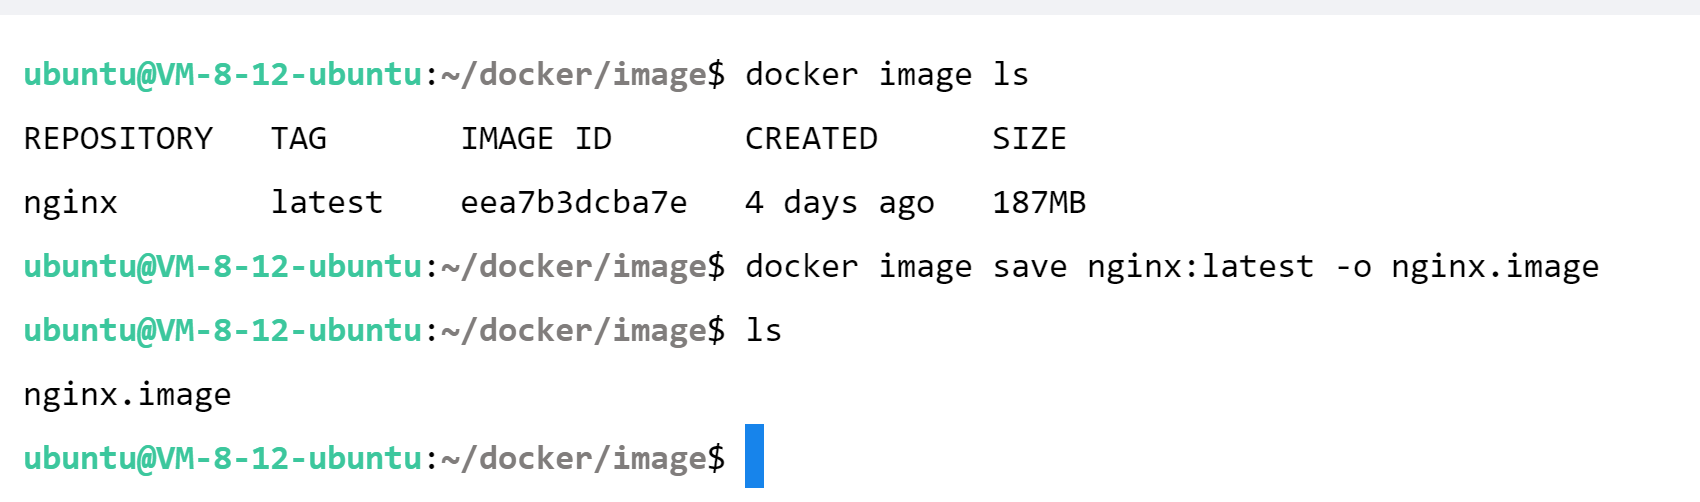 ubuntu@VM-8-12-ubuntu:~/docker/image$ docker image ls
REPOSITORY   TAG       IMAGE ID       CREATED      SIZE
nginx        latest    eea7b3dcba7e   4 days ago   187MB
ubuntu@VM-8-12-ubuntu:~/docker/image$ docker image save nginx:latest -o nginx.image
ubuntu@VM-8-12-ubuntu:~/docker/image$ ls
nginx.image
ubuntu@VM-8-12-ubuntu:~/docker/image$